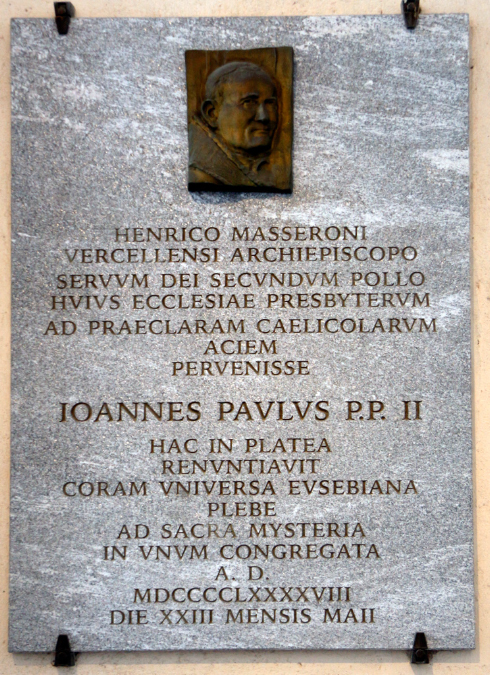 HENRICO MASSERONI
VERCELLENSI ARCHIEPISCOPO
SERVVM DEI SECVNDVM POLLO
HVIVS ECCLESIAE PRESBYTERVM
AD PRAECLARAM CAELICOLARVM
ACIEM
PERVENISSE
IOANNES PAVLVS P.P. II
HAC IN PLATEA
RENVNTIAVIT
CORAM VNIVERSA EVSEBIANA
PLEBE
AD SACRA MYSTERIA
IN VNVM CONGREGATA
A. D.
MDCCCCLXXXXVIII
DIE XXIII MENSIS MAII